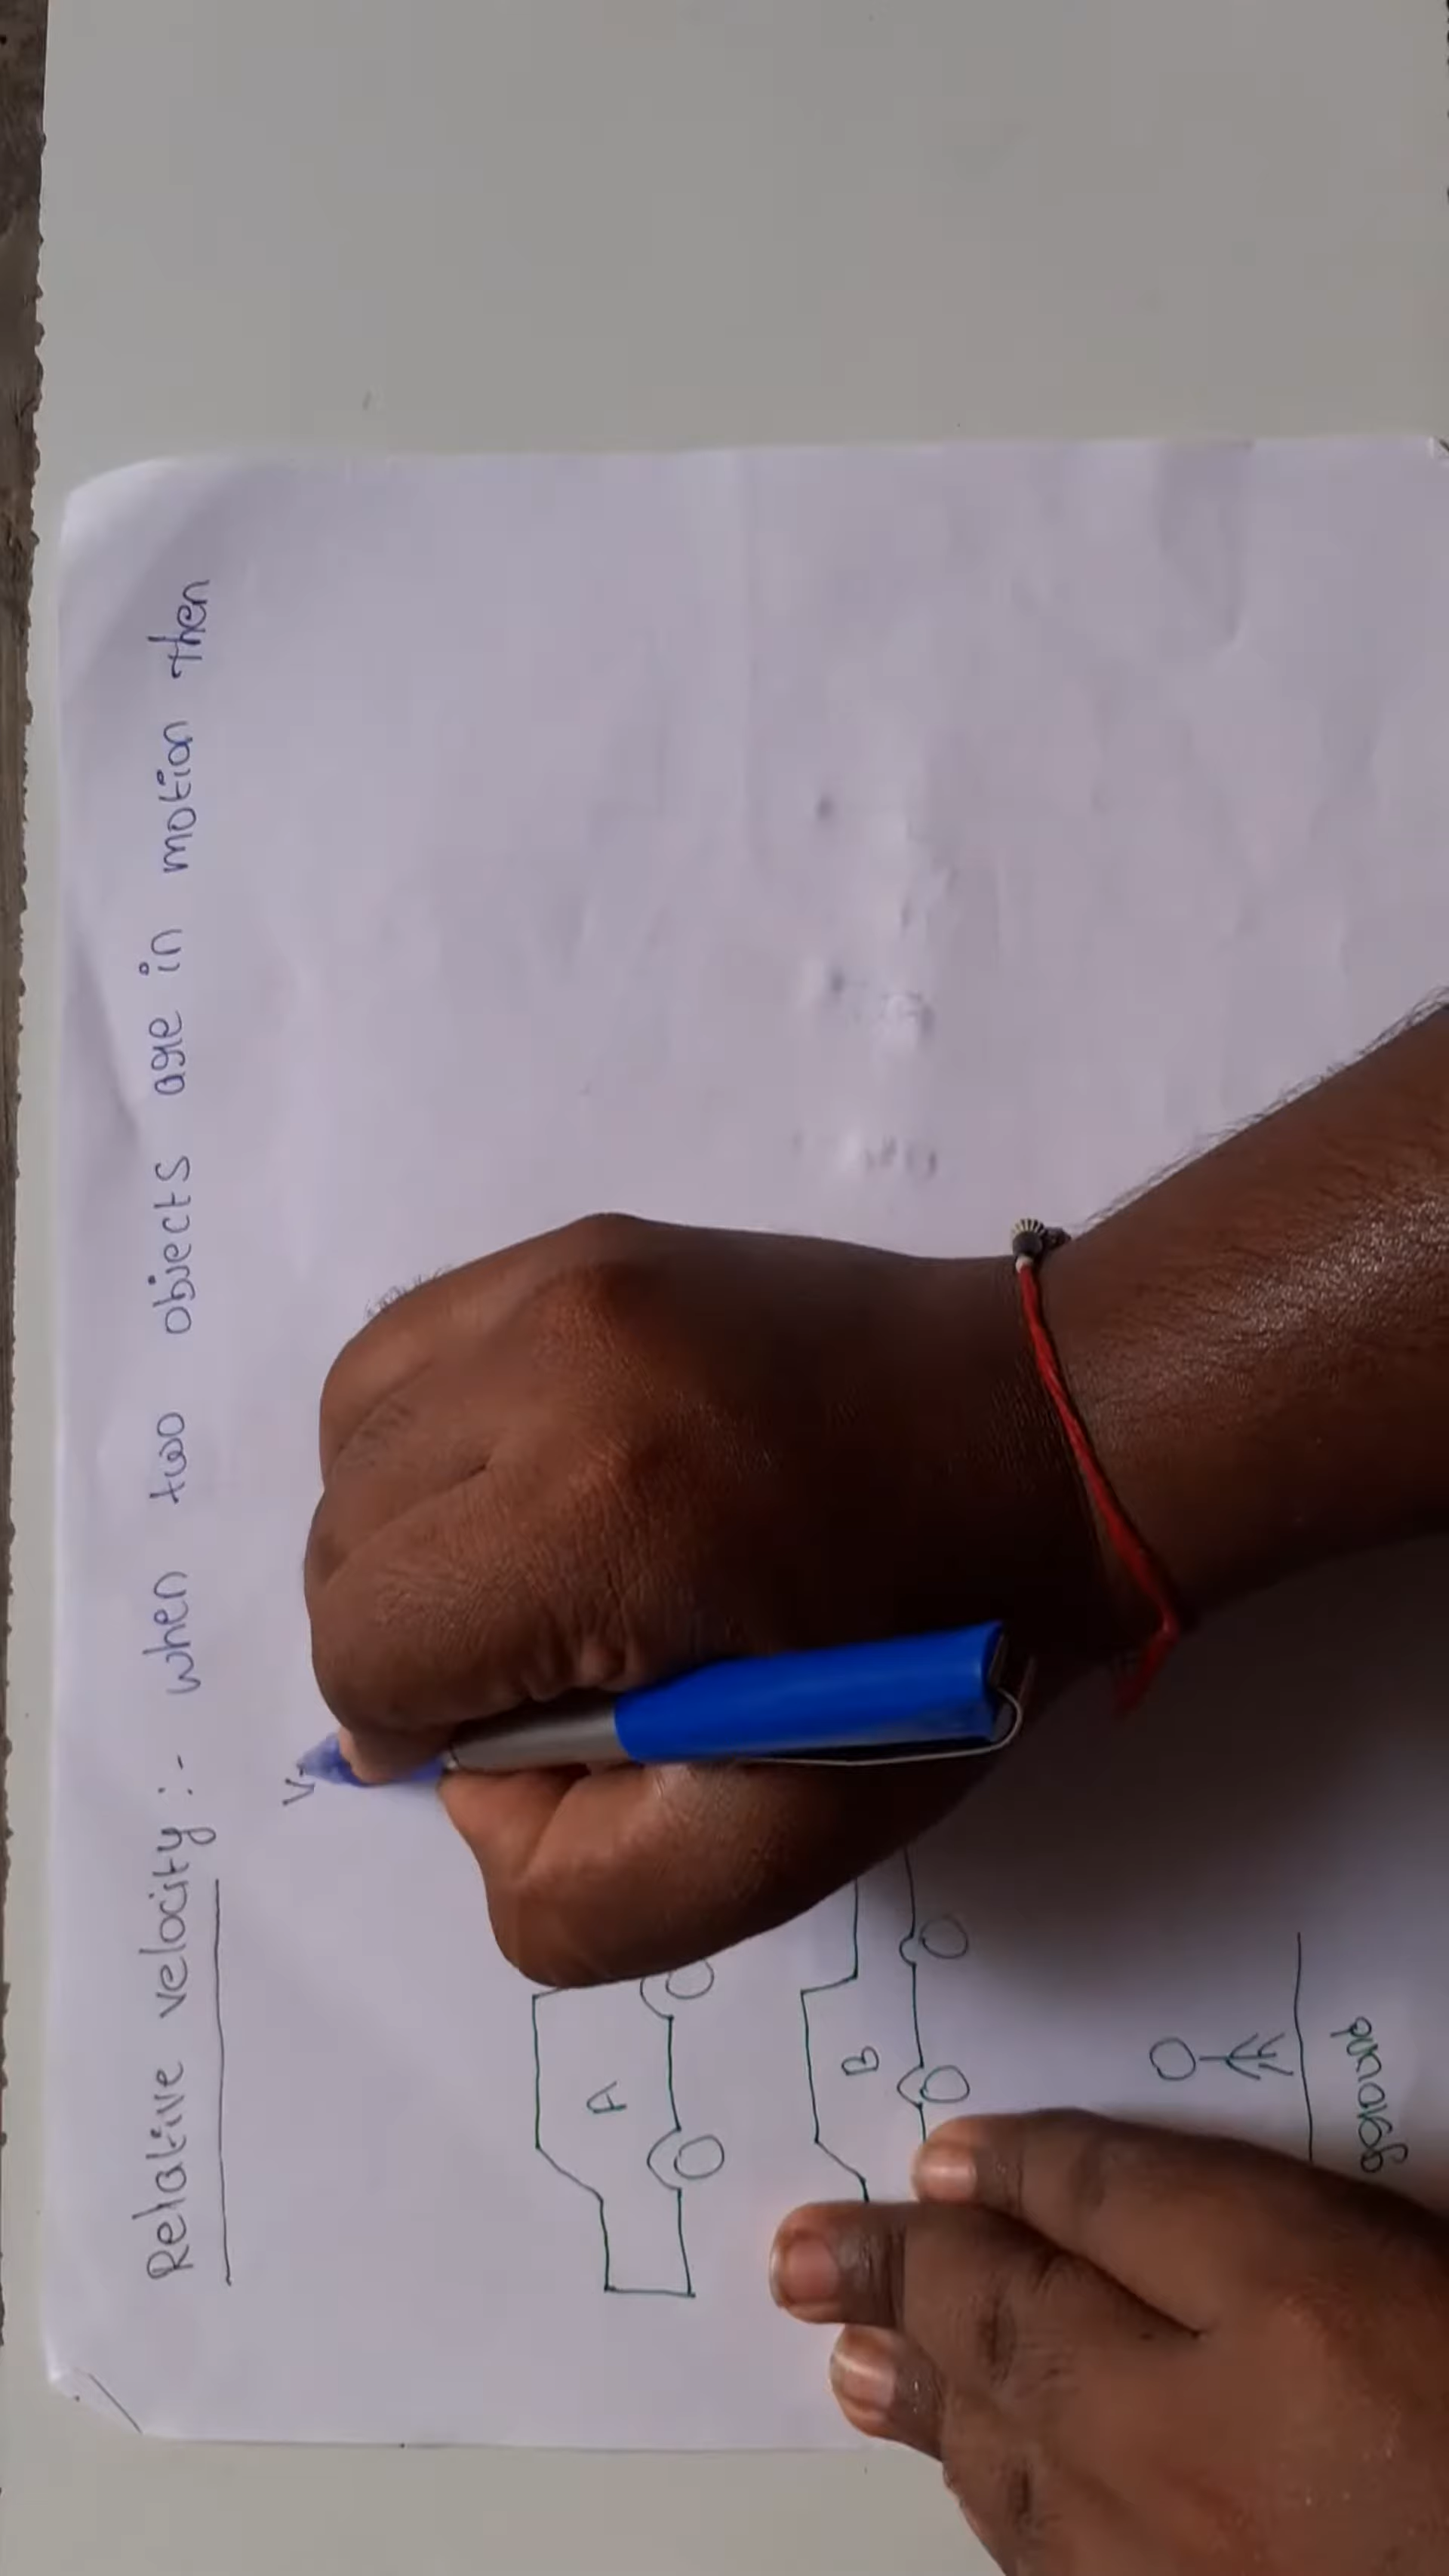 Relative velocity :- when two objects are in motion then
V
A
B
ground